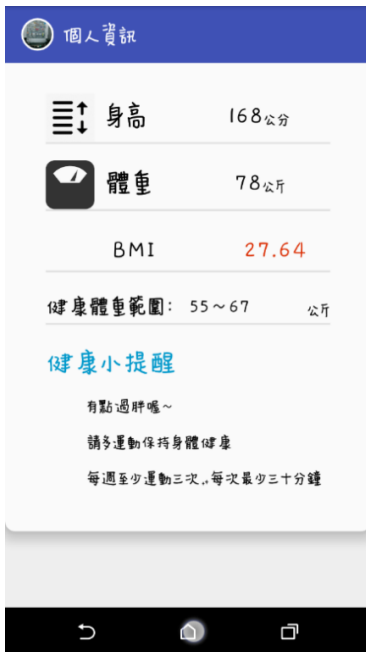 個人資訊
身高 168公分
體重 78公斤
BMI 27.64
健康體重範圍: 55~67 公斤
健康小提醒
有點過胖喔~
請多運動保持身體健康
每週至少運動三次,,每次最少三十分鐘